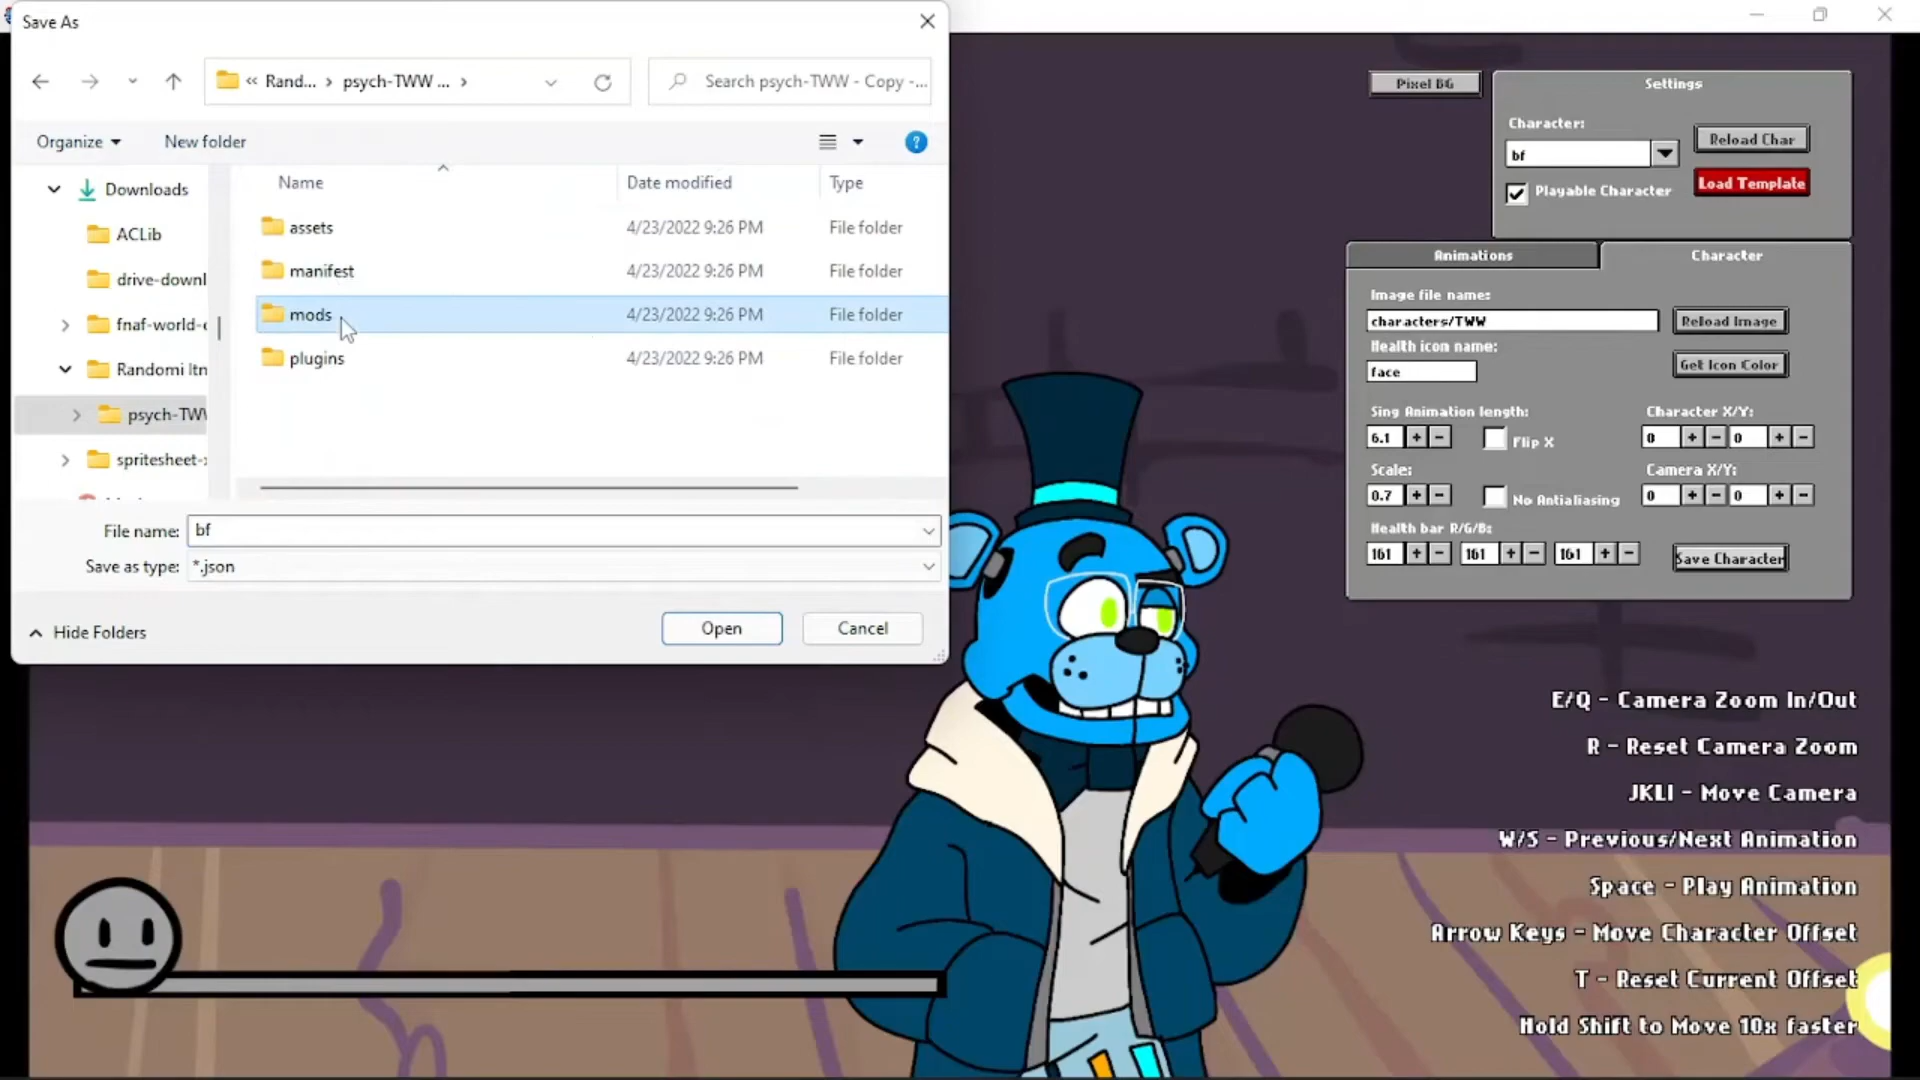 Save As
« Rand... › psych-TWW ... ›
Search psych-TWW - Copy -...
Organize
New folder
?
Downloads
ACLib
drive-downl
fnaf-world-
Randomi Itn
psych-TW
spritesheet-
Name
Date modified
Type
assets 4/23/2022 9:26 PM File folder
manifest 4/23/2022 9:26 PM File folder
mods 4/23/2022 9:26 PM File folder
plugins 4/23/2022 9:26 PM File folder
File name: bf
Save as type: *.json
Hide Folders
Open
Cancel
Pixel BG
Settings
Character:
bf
Reload Char
Playable Character
Load Template
Animations
Character
Image file name:
characters/TWW
Reload Image
Health icon name:
face
Get Icon Color
Sing Animation length:
6.1 + -
Flip X
Character X/Y:
0 + - 0 + -
Scale:
0.7 + -
No Antialiasing
Camera X/Y:
0 + - 0 + -
Health bar R/G/B:
161 + - 161 + - 161 + -
Save Character
E/Q - Camera Zoom In/Out
R - Reset Camera Zoom
JKLI - Move Camera
W/S - Previous/Next Animation
Space - Play Animation
Arrow Keys - Move Character Offset
T - Reset Current Offset
Hold Shift to Move 10x faster